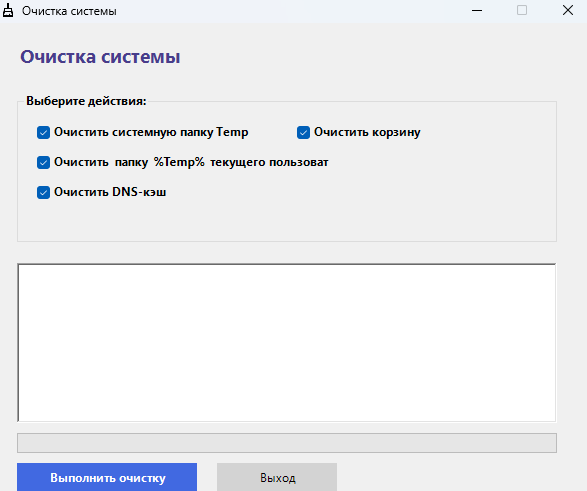 Очистка системы
Очистка системы
Выберите действия:
Очистить системную папку Temp
Очистить корзину
Очистить папку %Temp% текущего пользоват
Очистить DNS-кэш
Выполнить очистку
Выход